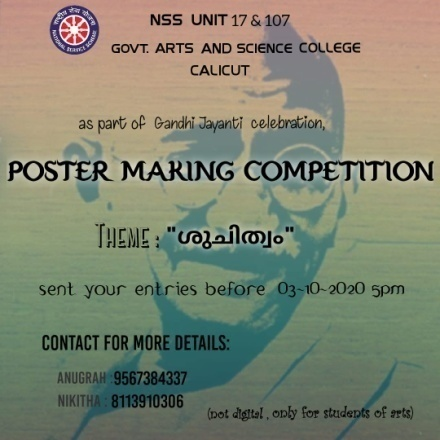 NSS UNIT 17 & 107
GOVT. ARTS AND SCIENCE COLLEGE
CALICUT
as part of Gandhi Jayanti celebration,
POSTER MAKING COMPETITION
THEME : "ശുചിത്വം"
sent your entries before 03-10-2020 5pm
CONTACT FOR MORE DETAILS:
ANUGRAH : 9567384337
NIKITHA : 8113910306
(not digital , only for students of arts)